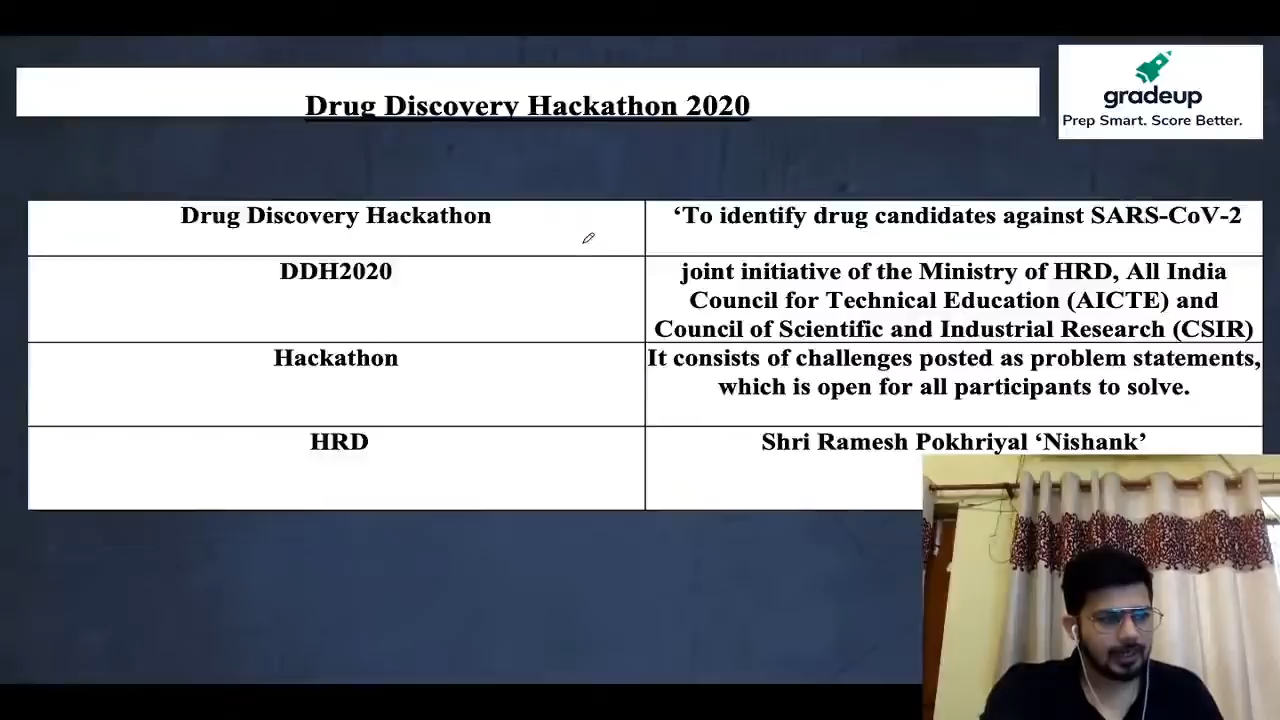 Drug Discovery Hackathon 2020
gradeup
Prep Smart. Score Better.
Drug Discovery Hackathon
‘To identify drug candidates against SARS-CoV-2
DDH2020
joint initiative of the Ministry of HRD, All India
Council for Technical Education (AICTE) and
Council of Scientific and Industrial Research (CSIR)
Hackathon
It consists of challenges posted as problem statements,
which is open for all participants to solve.
HRD
Shri Ramesh Pokhriyal ‘Nishank’